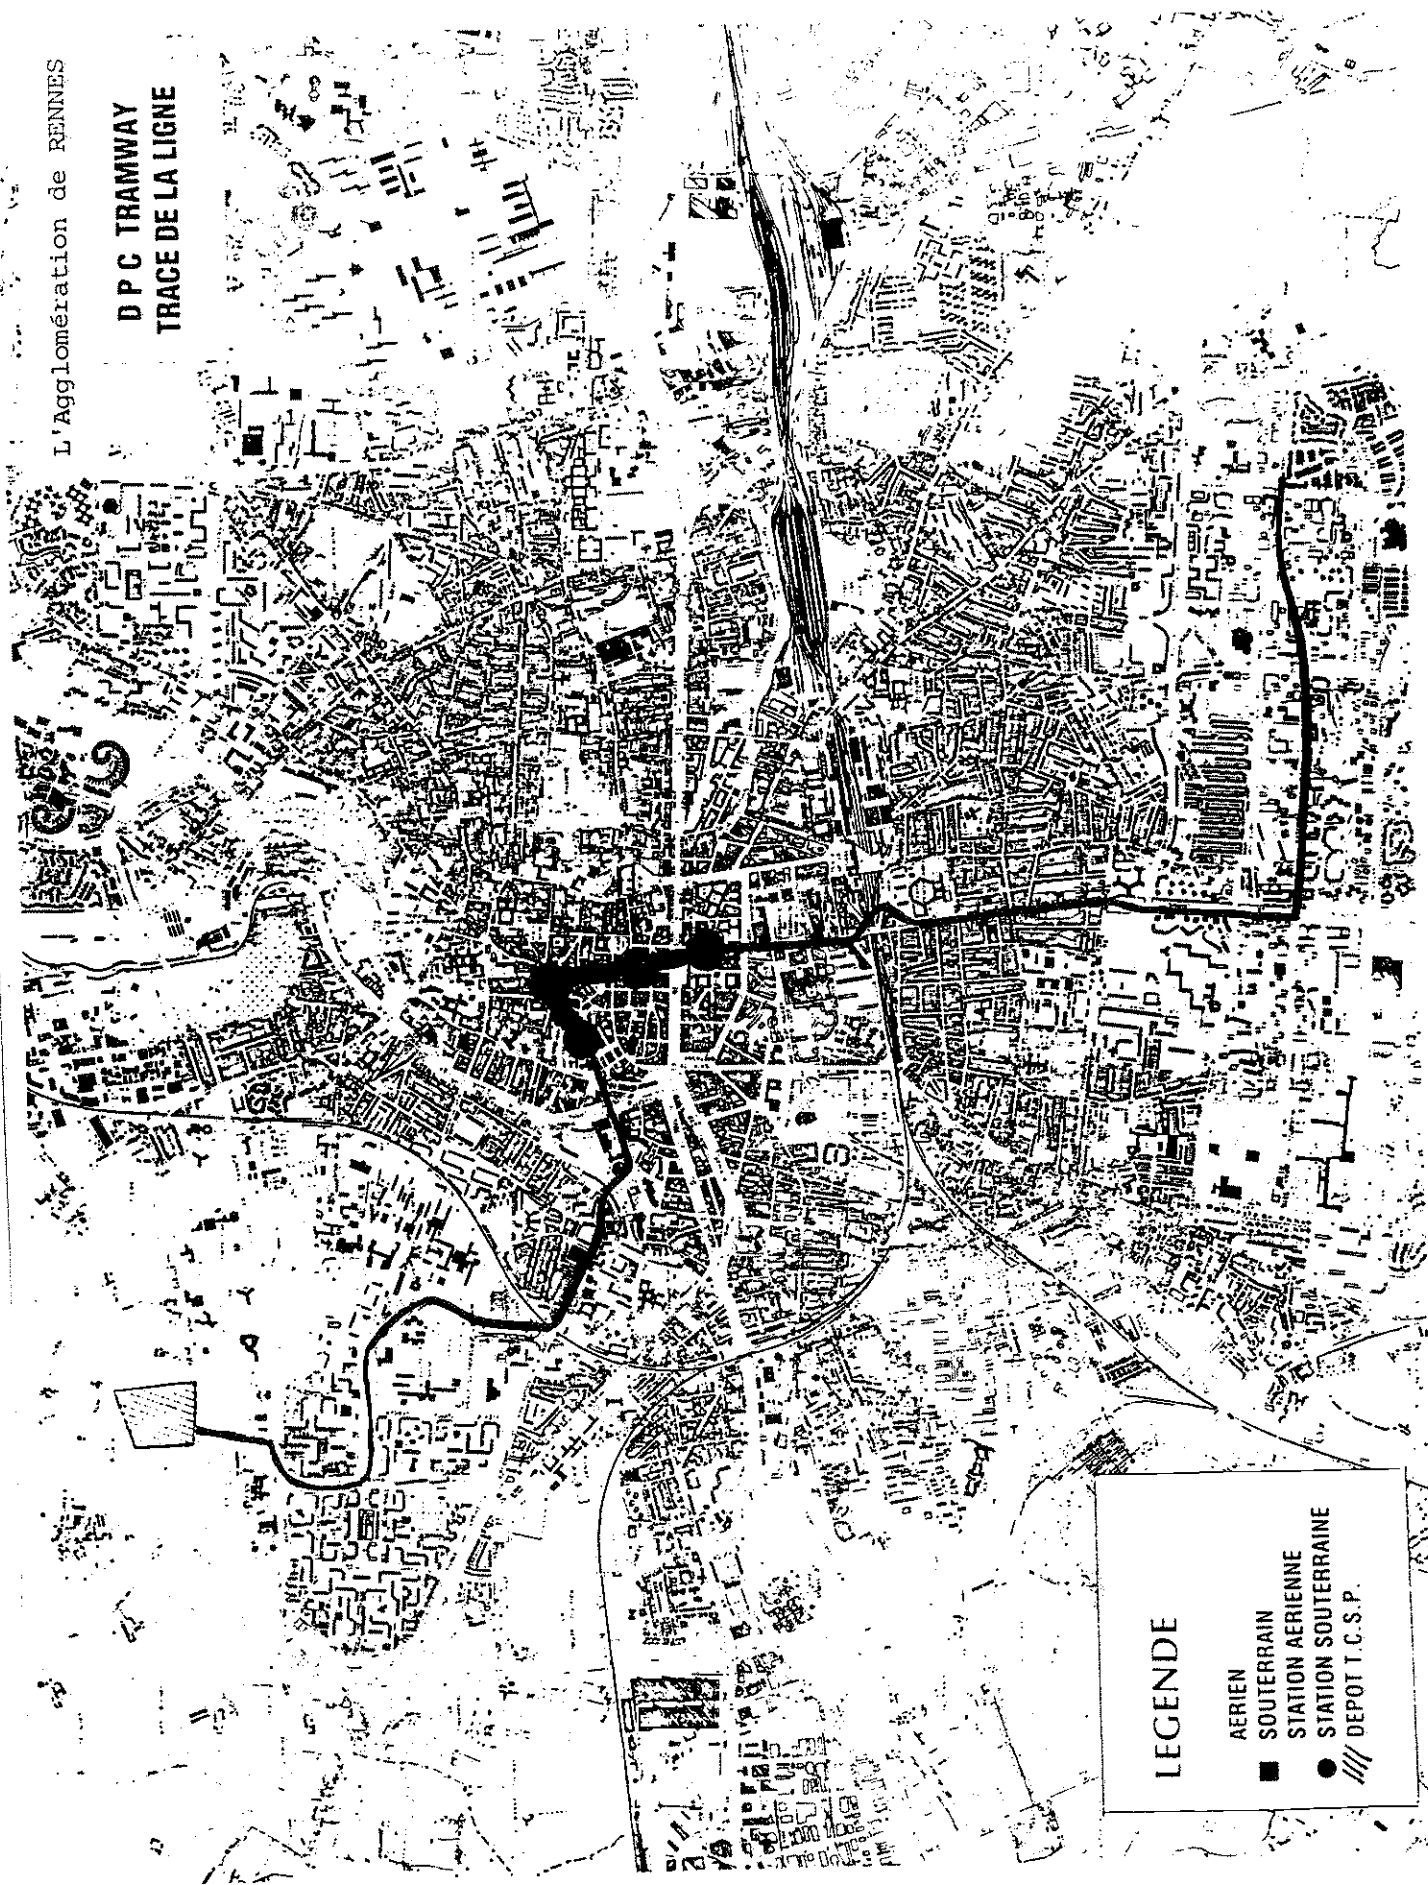 L'Agglomération de RENNES
D P C TRAMWAY
TRACE DE LA LIGNE
LEGENDE
AERIEN
SOUTERRAIN
STATION AERIENNE
STATION SOUTERRAINE
DEPOT T.C.S.P.